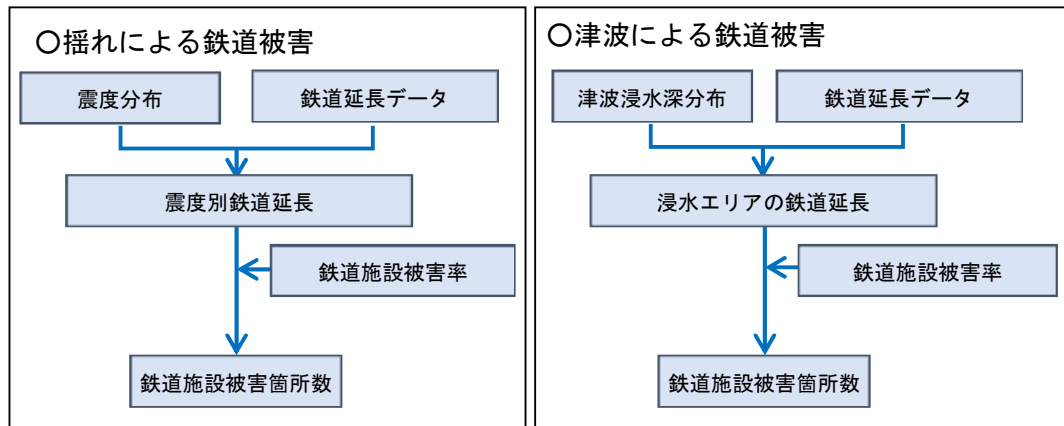 〇揺れによる鉄道被害
震度分布
鉄道延長データ
震度別鉄道延長
鉄道施設被害率
鉄道施設被害箇所数
〇津波による鉄道被害
津波浸水深分布
鉄道延長データ
浸水エリアの鉄道延長
鉄道施設被害率
鉄道施設被害箇所数